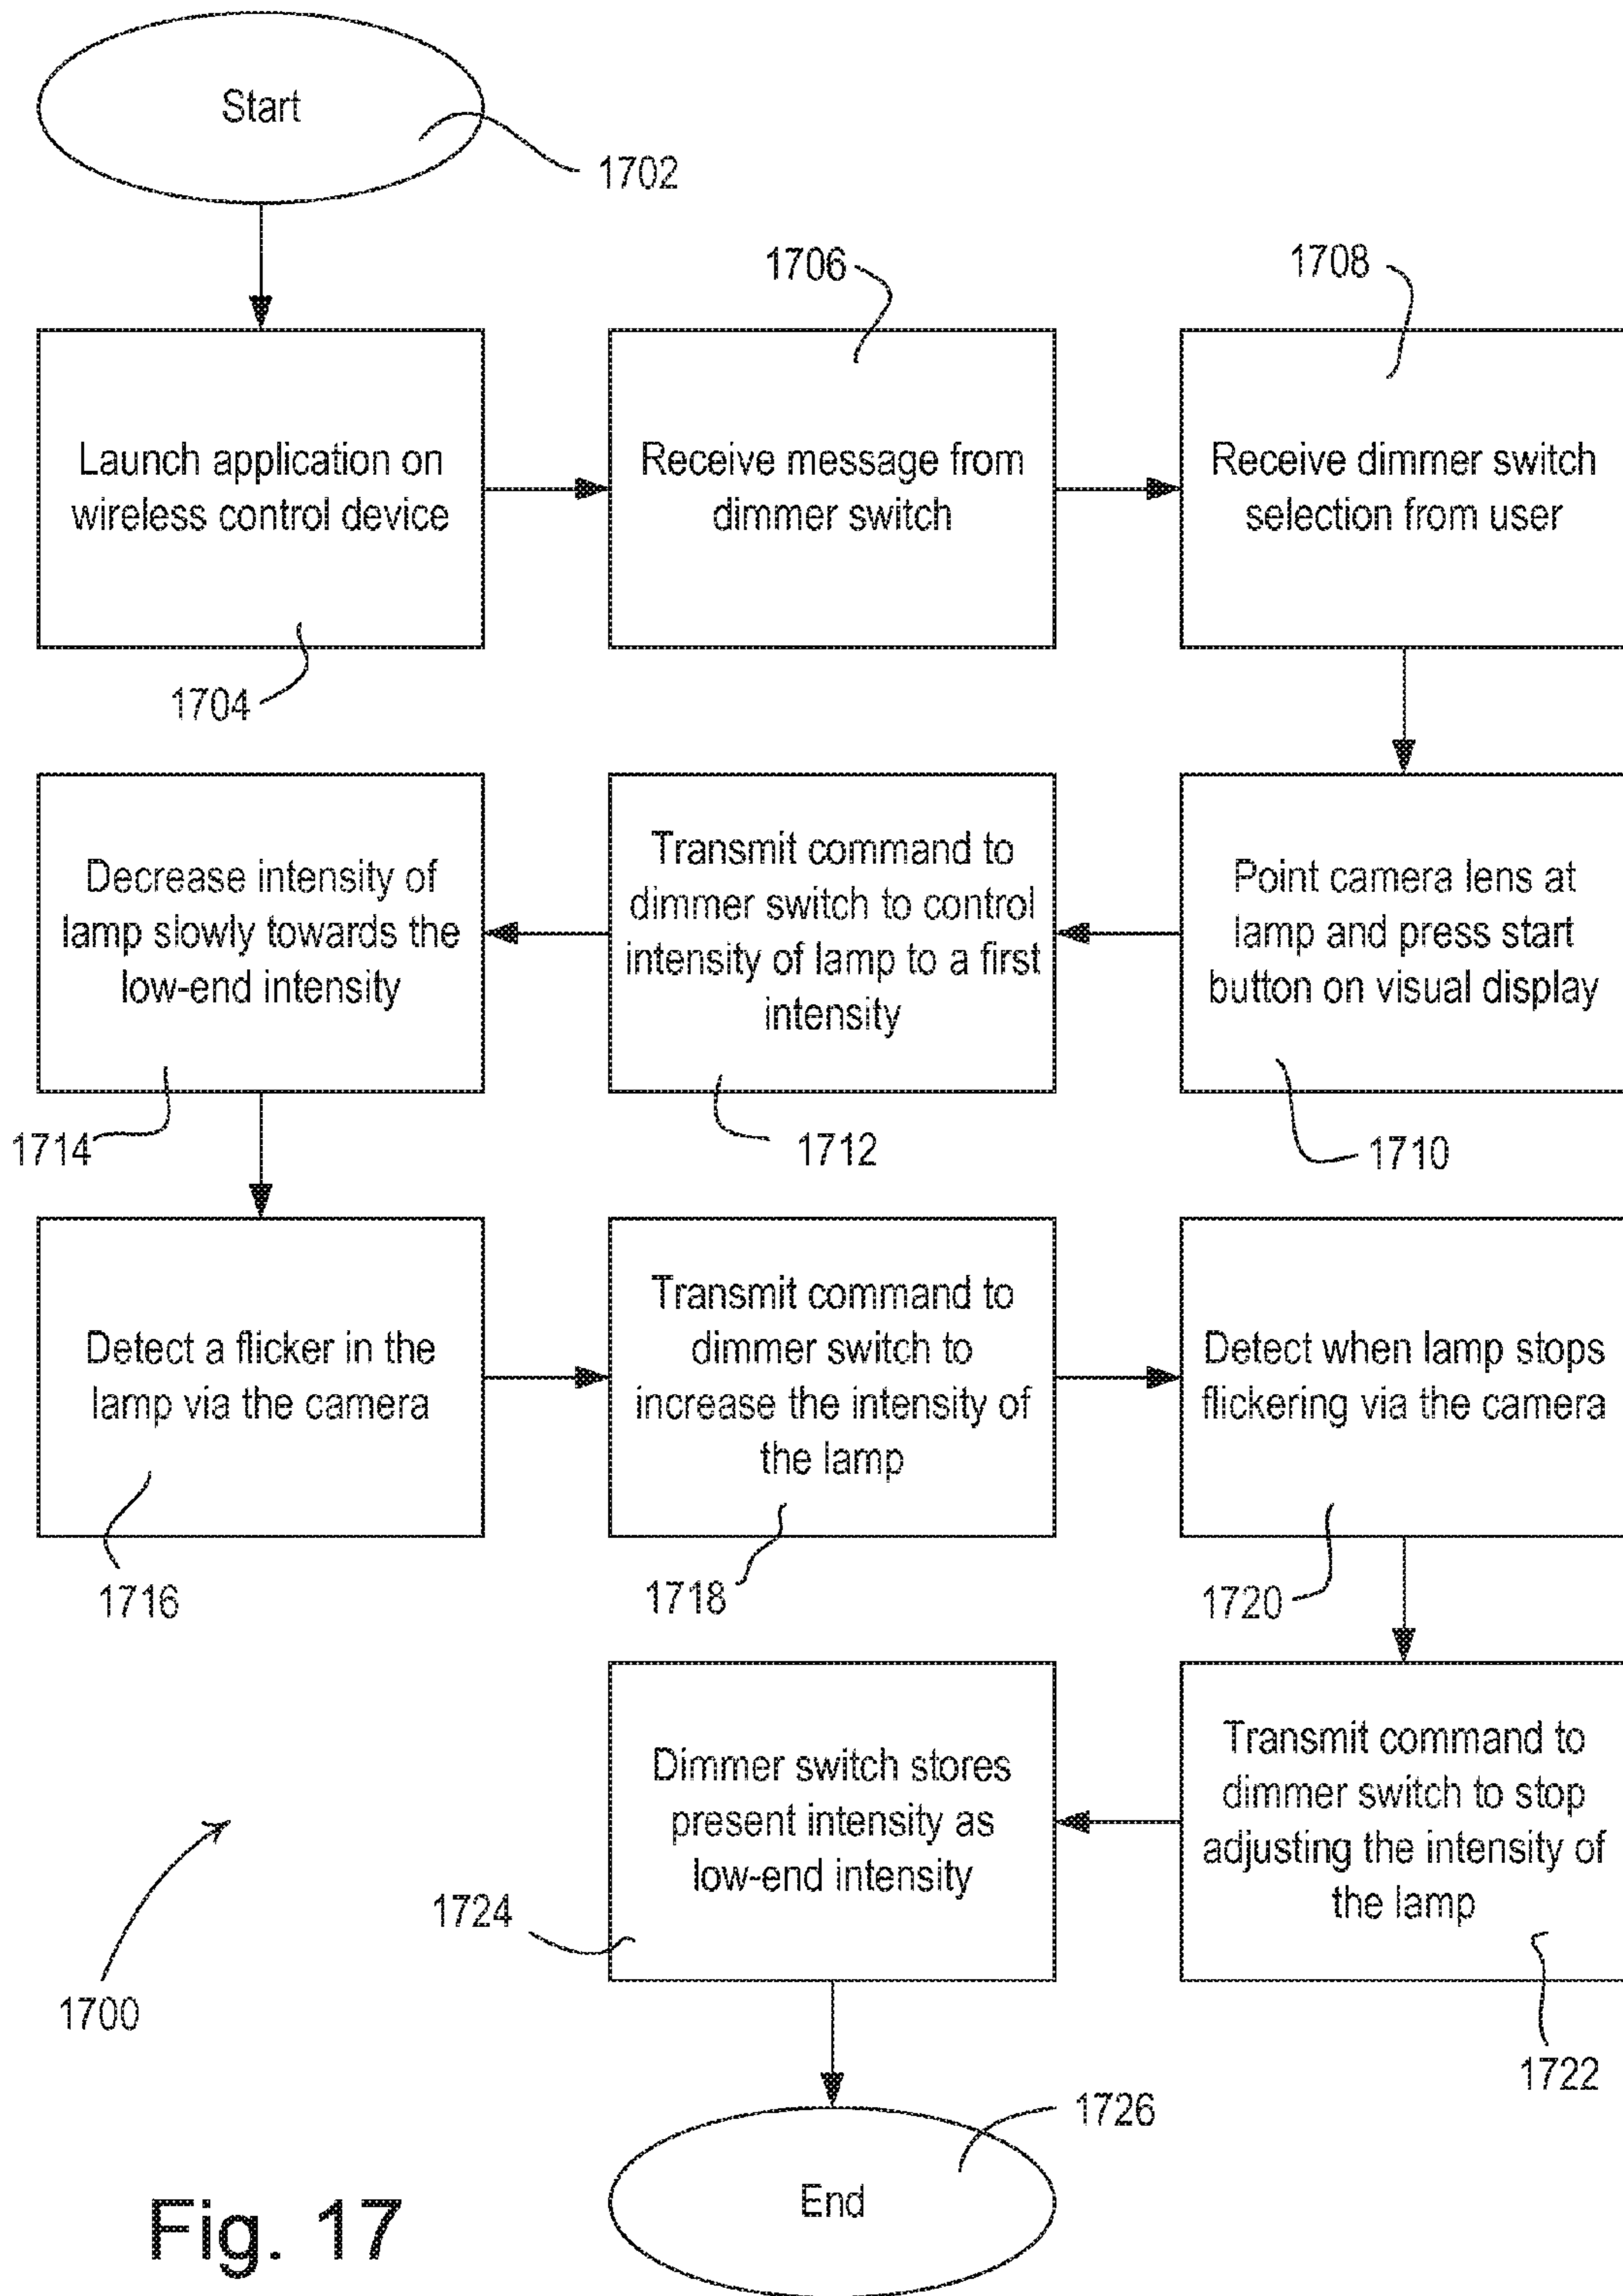 Start
1702
1706
1708
Launch application on
wireless control device
Receive message from
dimmer switch
Receive dimmer switch
selection from user
1704
Decrease intensity of
lamp slowly towards the
low-end intensity
Transmit command to
dimmer switch to control
intensity of lamp to a first
intensity
Point camera lens at
lamp and press start
button on visual display
1714
1712
1710
Detect a flicker in the
lamp via the camera
Transmit command to
dimmer switch to
increase the intensity of
the lamp
Detect when lamp stops
flickering via the camera
1716
1718
1720
Dimmer switch stores
present intensity as
low-end intensity
Transmit command to
dimmer switch to stop
adjusting the intensity of
the lamp
1724
1700
1722
1726
End
Fig. 17